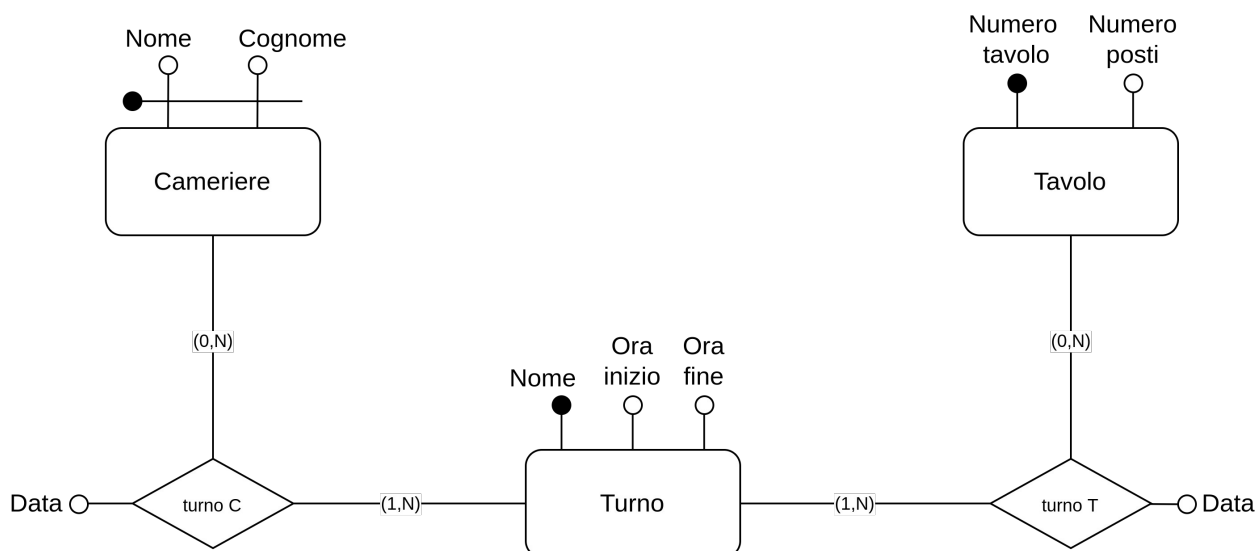 Nome
Cognome
Cameriere
Numero
tavolo
Numero
posti
Tavolo
(0,N)
(0,N)
Nome
Ora
inizio
Ora
fine
Data
turno C
(1,N)
Turno
(1,N)
turno T
Data